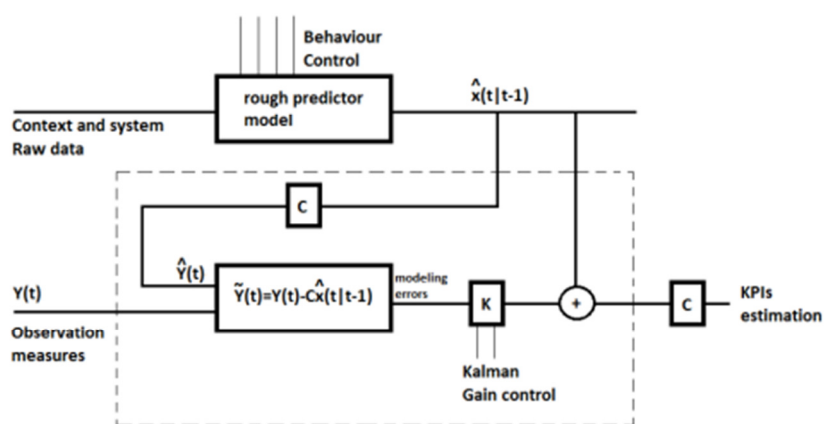 Behaviour
Control
rough predictor
model
x̂(t|t-1)
Context and system
Raw data
C
Ŷ(t)
Y(t)
Ỹ(t)=Y(t)-Cx̂(t|t-1)
modeling
errors
K
+
C
KPIs
estimation
Observation
measures
Kalman
Gain control